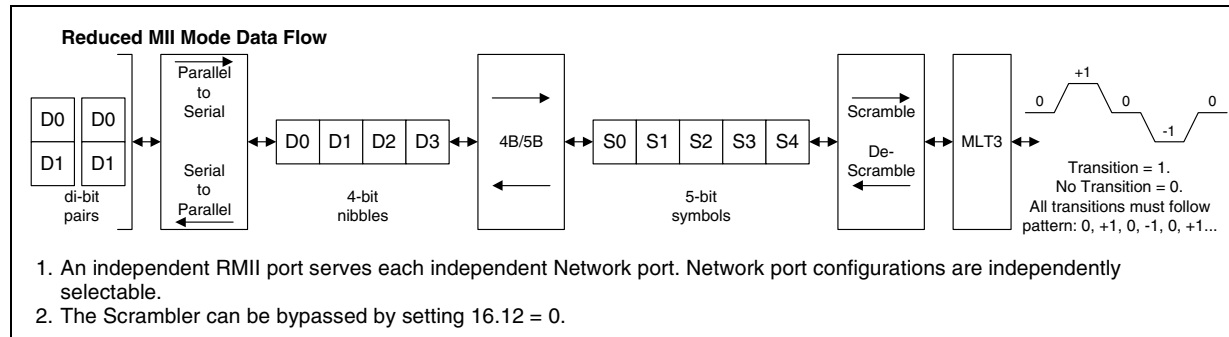 Reduced MII Mode Data Flow
D0 D0
D1 D1
di-bit
pairs
Parallel
to
Serial
Serial
to
Parallel
D0 D1 D2 D3
4-bit
nibbles
4B/5B
S0 S1 S2 S3 S4
5-bit
symbols
Scramble
De-
Scramble
MLT3
0 +1 0 -1 0
Transition = 1.
No Transition = 0.
All transitions must follow
pattern: 0, +1, 0, -1, 0, +1...
1. An independent RMII port serves each independent Network port. Network port configurations are independently
selectable.
2. The Scrambler can be bypassed by setting 16.12 = 0.